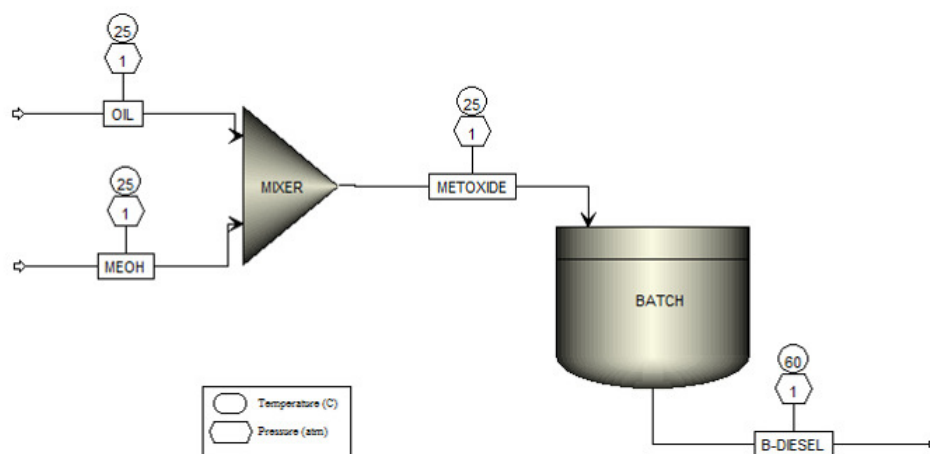 25
1
OIL
MIXER
25
1
MEOH
25
1
METOXIDE
BATCH
60
1
B-DIESEL
Temperature (C)
Pressure (atm)